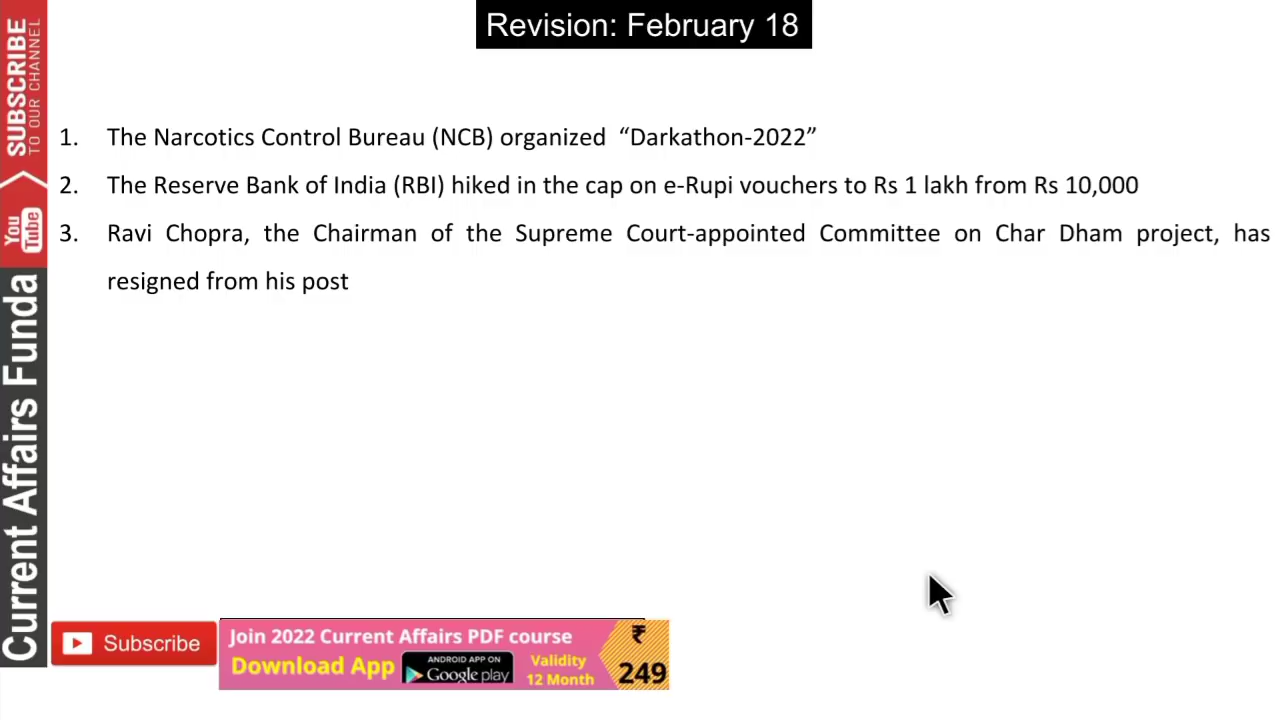 Revision: February 18
1. The Narcotics Control Bureau (NCB) organized “Darkathon-2022”
2. The Reserve Bank of India (RBI) hiked in the cap on e-Rupi vouchers to Rs 1 lakh from Rs 10,000
3. Ravi Chopra, the Chairman of the Supreme Court-appointed Committee on Char Dham project, has
resigned from his post
SUBSCRIBE
TO OUR CHANNEL
You Tube
Current Affairs Funda
Subscribe
Join 2022 Current Affairs PDF course
Download App
ANDROID APP ON
Google play
Validity
12 Month
₹
249